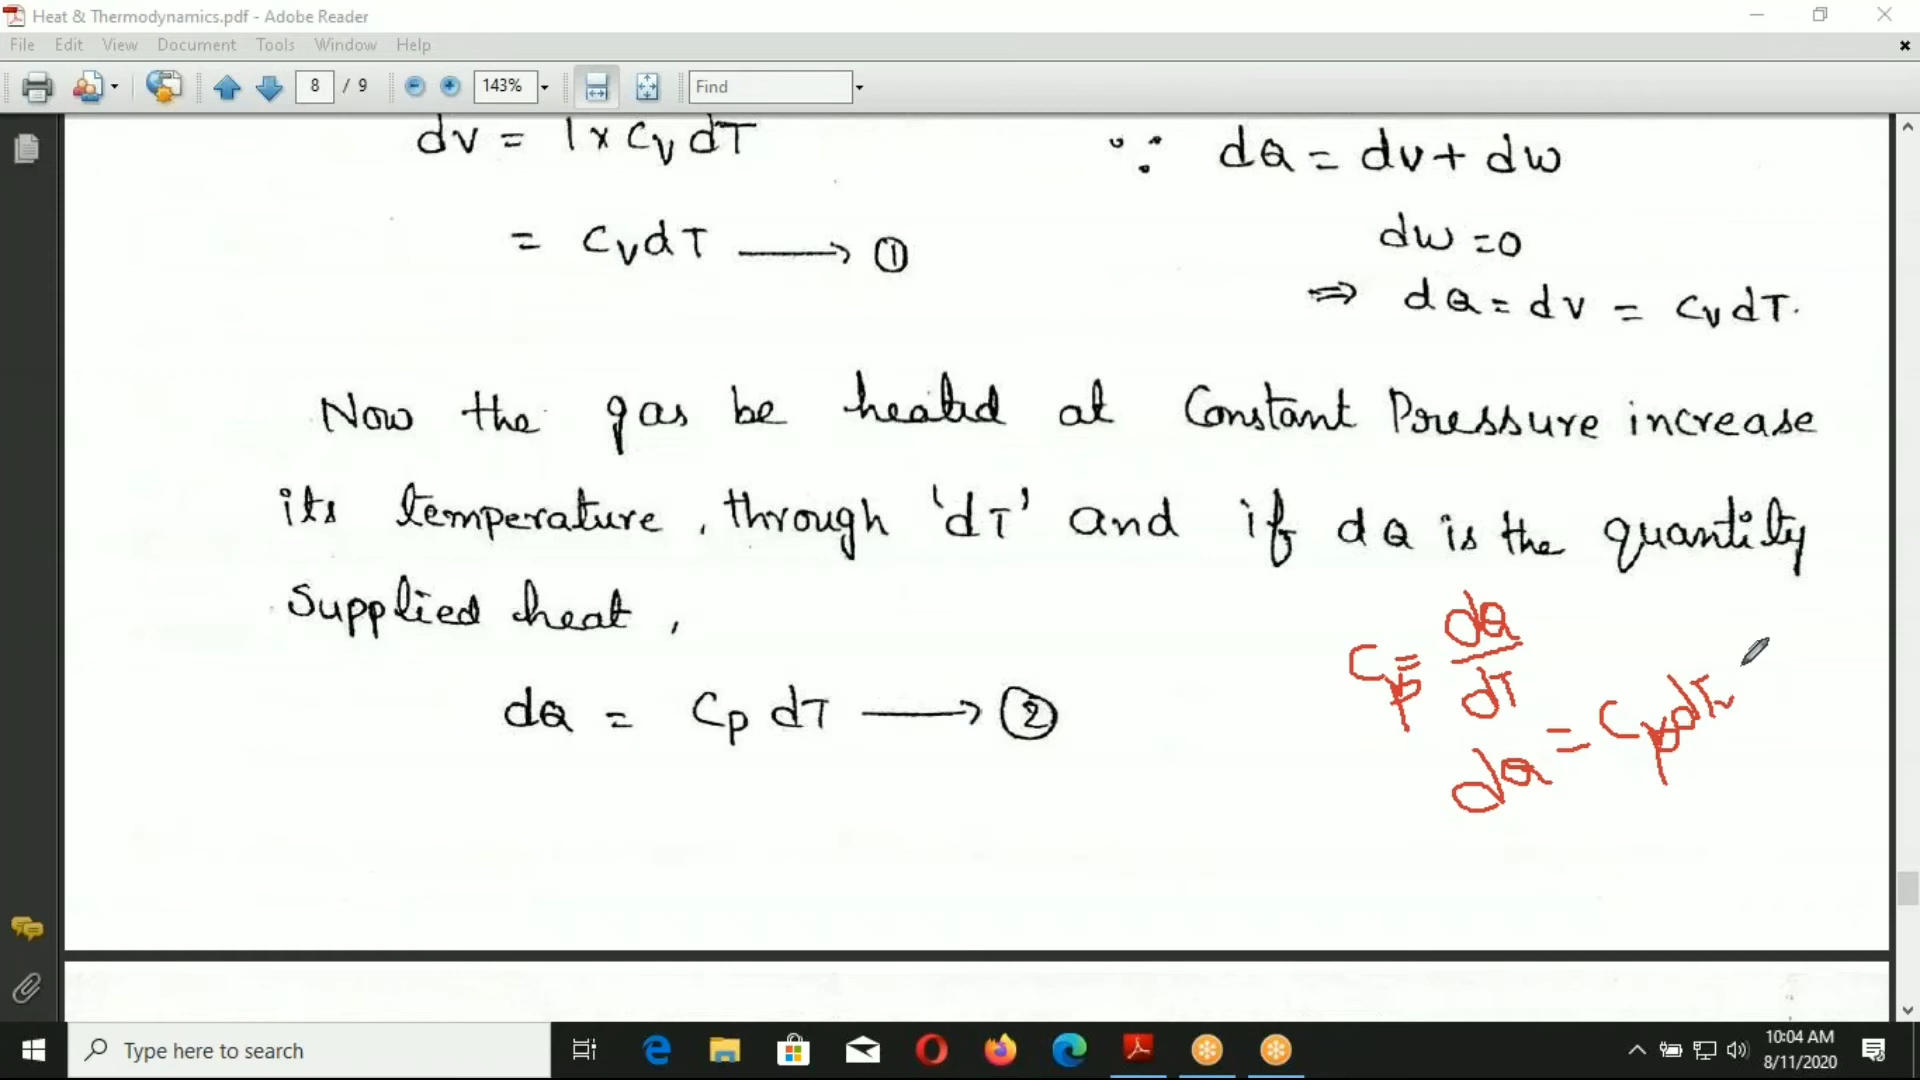 Heat & Thermodynamics.pdf - Adobe Reader
File Edit View Document Tools Window Help
8 / 9 143% Find
dv = 1 x CvdT
∵ dQ = dv + dw
= CvdT → ①
dw = 0
⇒ dQ = dv = CvdT.
Now the gas be heated at Constant Pressure increase
its temperature, through 'dT' and if dQ is the quantity
Supplied heat,
Cp = dQ/dT
dQ = Cp dT → ②
dQ = CpdT
Type here to search
10:04 AM
8/11/2020